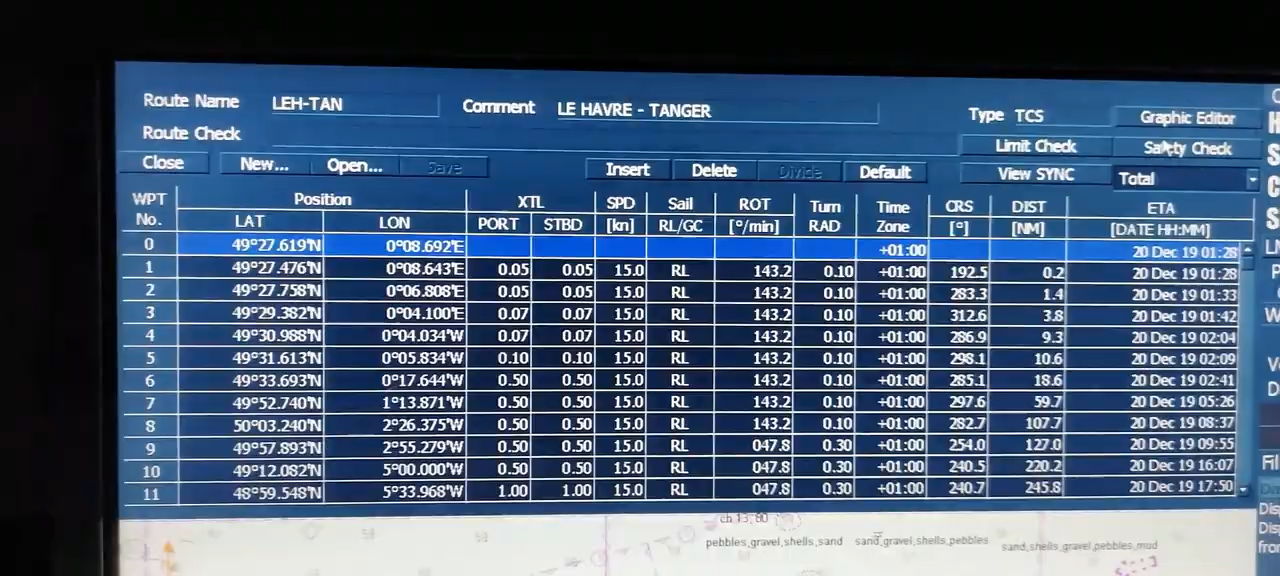 Route Name LEH-TAN Comment LE HAVRE - TANGER Type TCS Graphic Editor
Route Check Limit Check Safety Check
Close New... Open... Save Insert Delete Divide Default View SYNC Total
WPT Position XTL SPD Sail ROT Turn Time CRS DIST ETA
No. LAT LON PORT STBD [kn] RL/GC [°/min] RAD Zone [°] [NM] [DATE HH:MM]
0 49°27.619'N 0°08.692'E +01:00 20 Dec 19 01:28
1 49°27.476'N 0°08.643'E 0.05 0.05 15.0 RL 143.2 0.10 +01:00 192.5 0.2 20 Dec 19 01:28
2 49°27.758'N 0°06.808'E 0.05 0.05 15.0 RL 143.2 0.10 +01:00 283.3 1.4 20 Dec 19 01:33
3 49°29.382'N 0°04.100'E 0.07 0.07 15.0 RL 143.2 0.10 +01:00 312.6 3.8 20 Dec 19 01:42
4 49°30.988'N 0°04.034'W 0.07 0.07 15.0 RL 143.2 0.10 +01:00 286.9 9.3 20 Dec 19 02:04
5 49°31.613'N 0°05.834'W 0.10 0.10 15.0 RL 143.2 0.10 +01:00 298.1 10.6 20 Dec 19 02:09
6 49°33.693'N 0°17.644'W 0.50 0.50 15.0 RL 143.2 0.10 +01:00 285.1 18.6 20 Dec 19 02:41
7 49°52.740'N 1°13.871'W 0.50 0.50 15.0 RL 143.2 0.10 +01:00 297.6 59.7 20 Dec 19 05:26
8 50°03.240'N 2°26.375'W 0.50 0.50 15.0 RL 143.2 0.10 +01:00 282.7 107.7 20 Dec 19 08:37
9 49°57.893'N 2°55.279'W 0.50 0.50 15.0 RL 047.8 0.30 +01:00 254.0 127.0 20 Dec 19 09:55
10 49°12.082'N 5°00.000'W 0.50 0.50 15.0 RL 047.8 0.30 +01:00 240.5 220.2 20 Dec 19 16:07
11 48°59.548'N 5°33.968'W 1.00 1.00 15.0 RL 047.8 0.30 +01:00 240.7 245.8 20 Dec 19 17:50
pebbles,gravel,shells,sand sand,gravel,shells,pebbles sand,shells,gravel,pebbles,mud